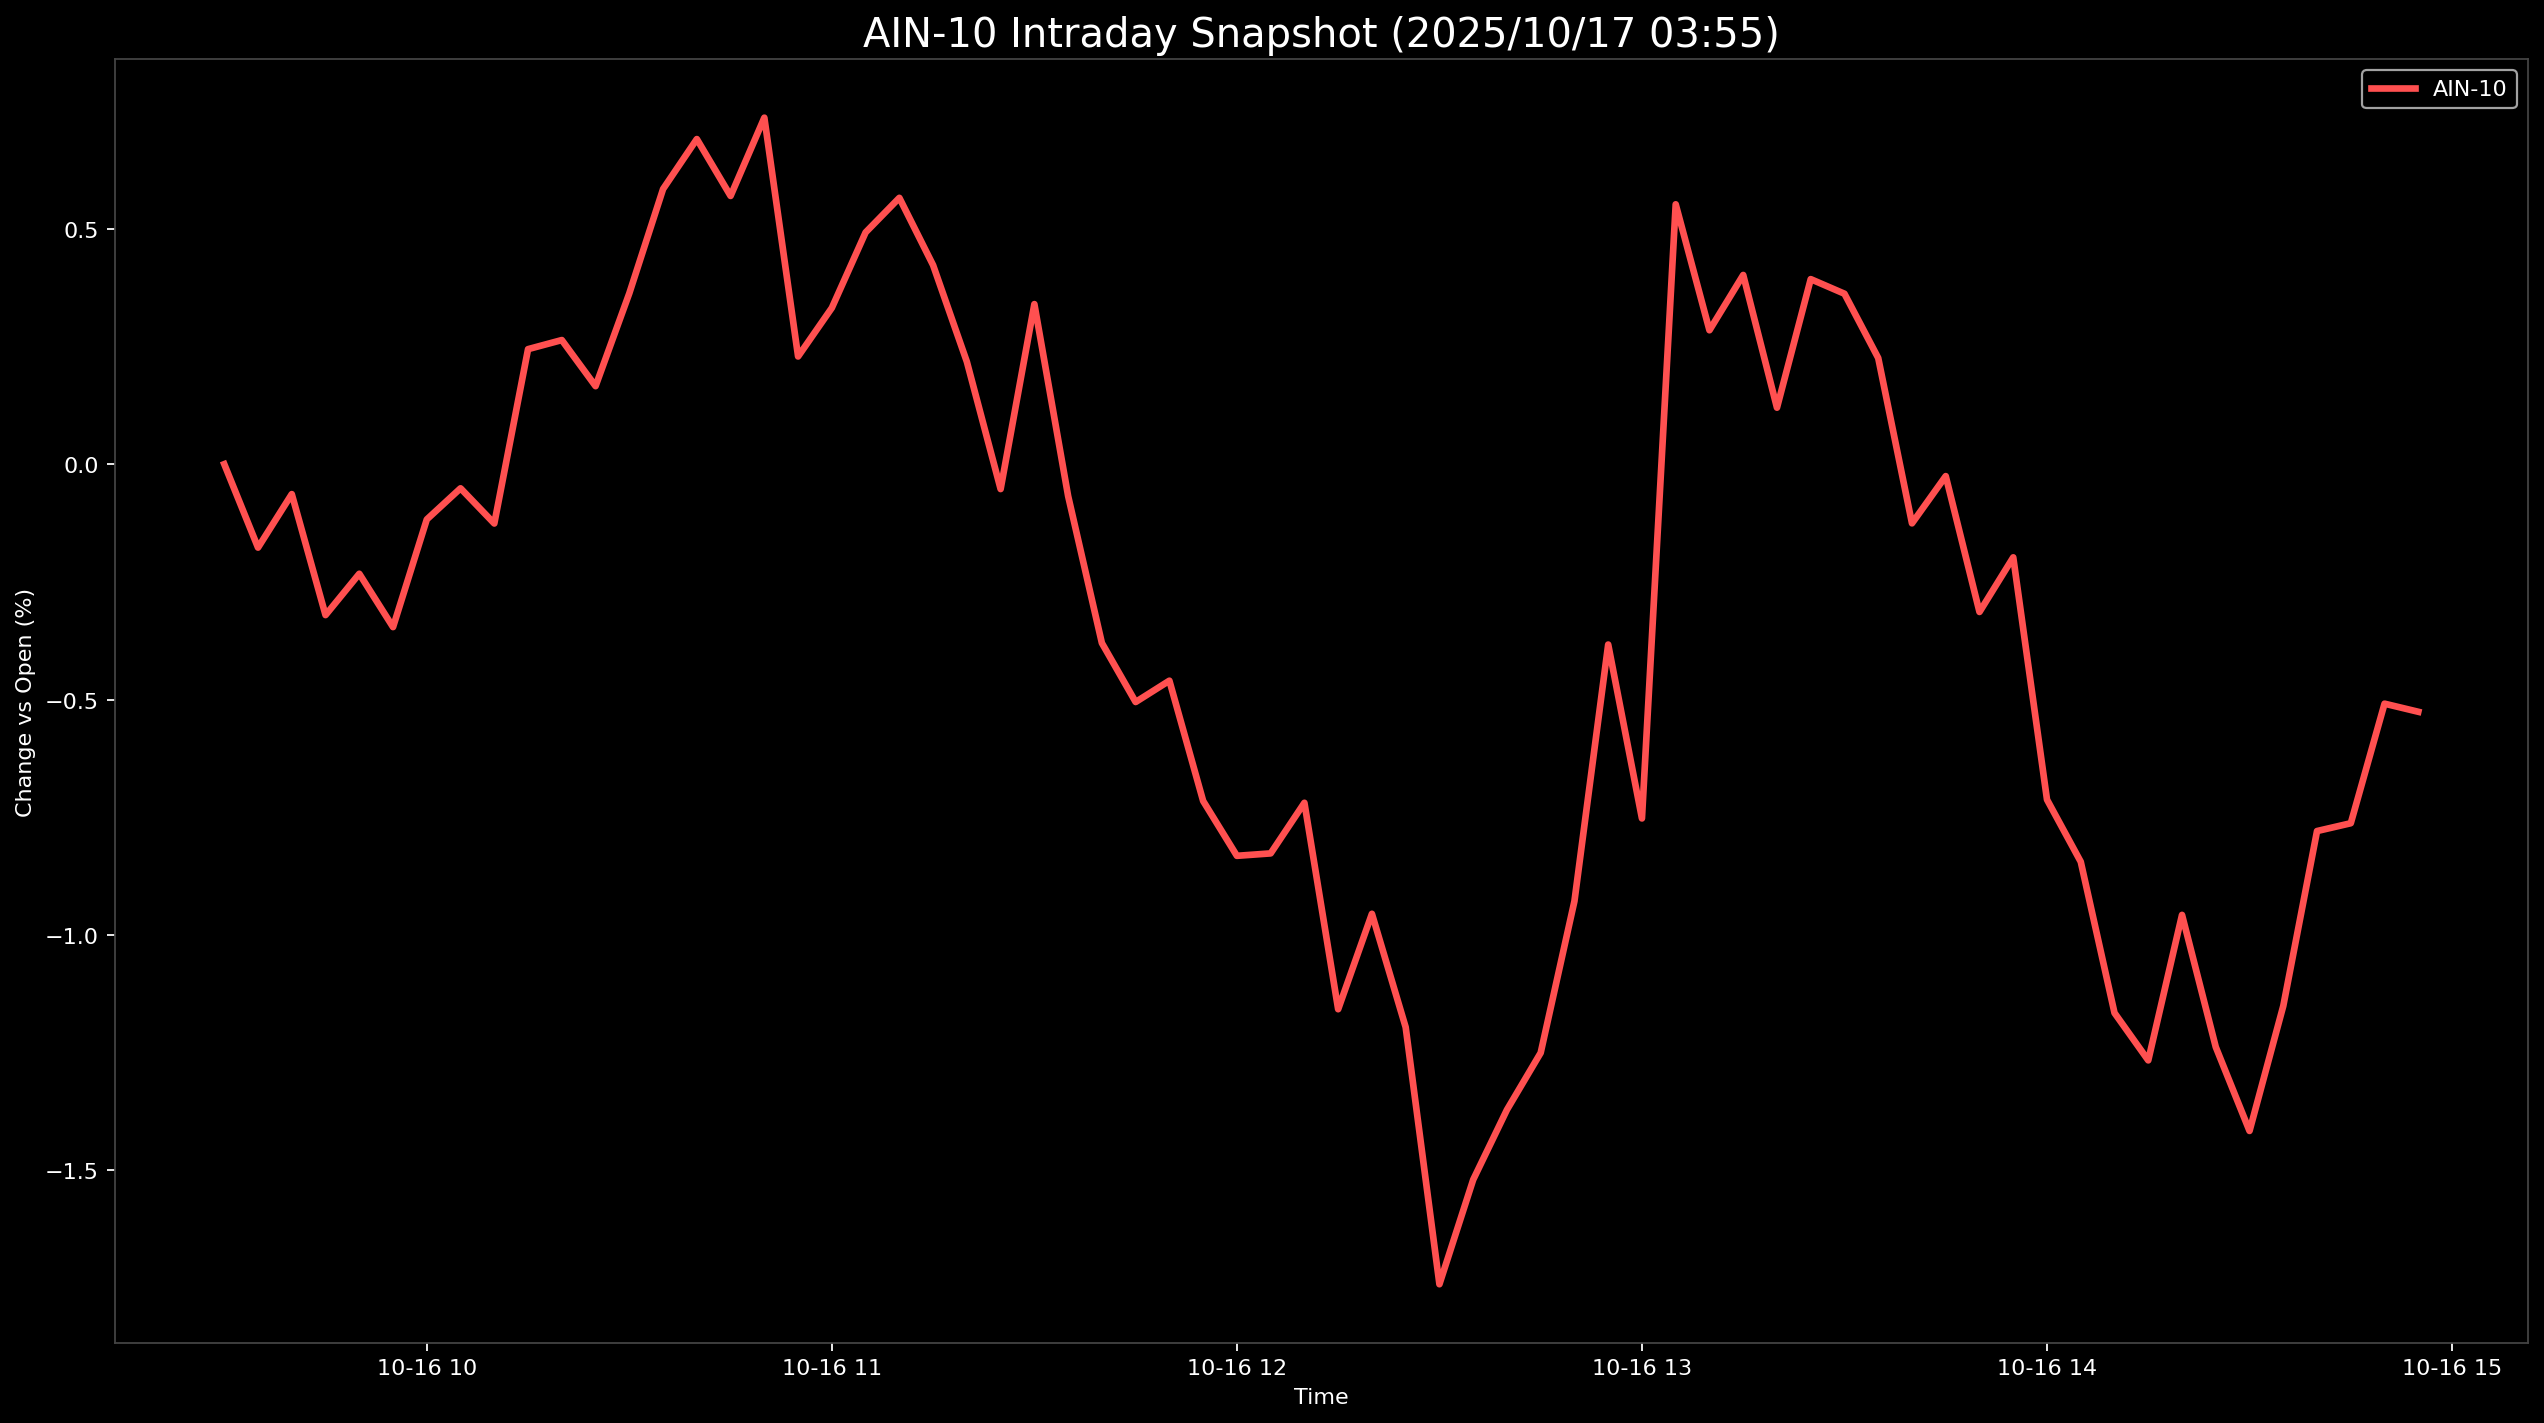 AIN-10 Intraday Snapshot (2025/10/17 03:55)
AIN-10
Change vs Open (%)
0.5
0.0
−0.5
−1.0
−1.5
10-16 10
10-16 11
10-16 12
10-16 13
10-16 14
10-16 15
Time